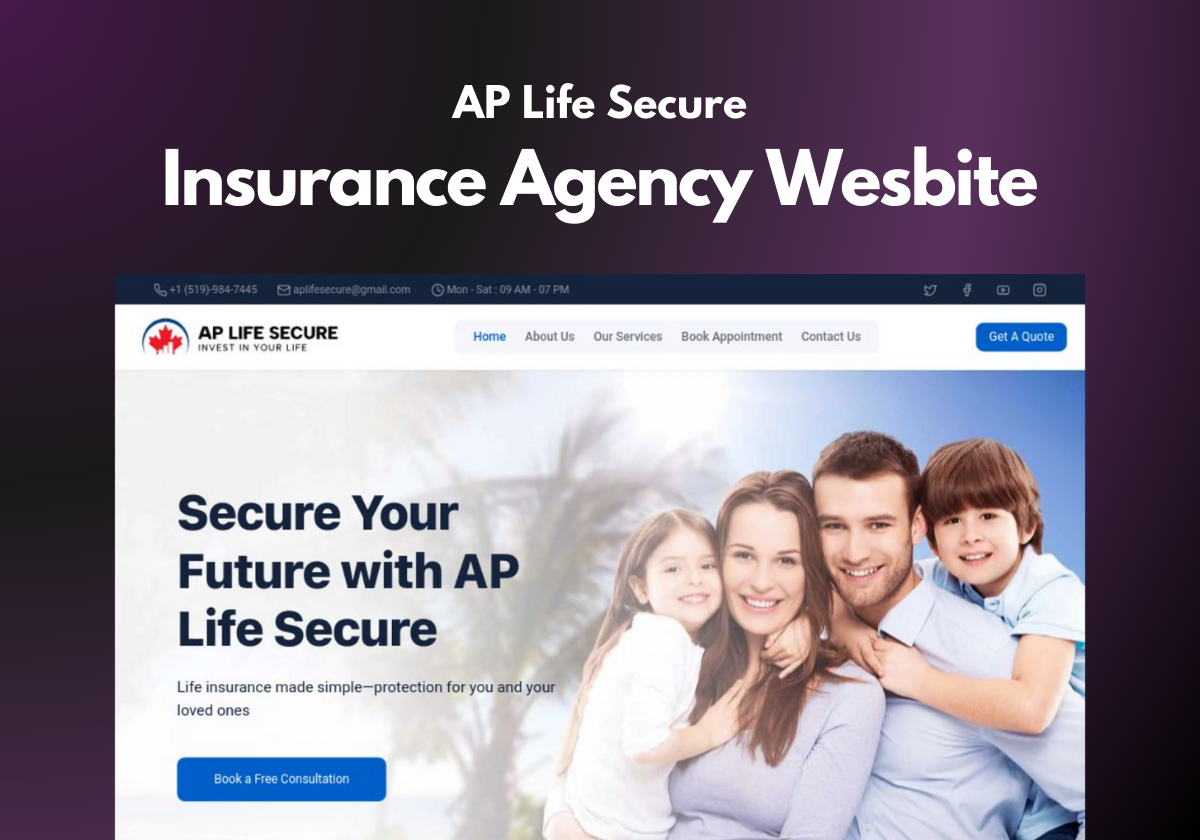 AP Life Secure
Insurance Agency Wesbite
+1 (519)-984-7445 aplifesecure@gmail.com Mon - Sat : 09 AM - 07 PM
AP LIFE SECURE
INVEST IN YOUR LIFE
Home About Us Our Services Book Appointment Contact Us
Get A Quote
Secure Your
Future with AP
Life Secure
Life insurance made simple—protection for you and your
loved ones
Book a Free Consultation